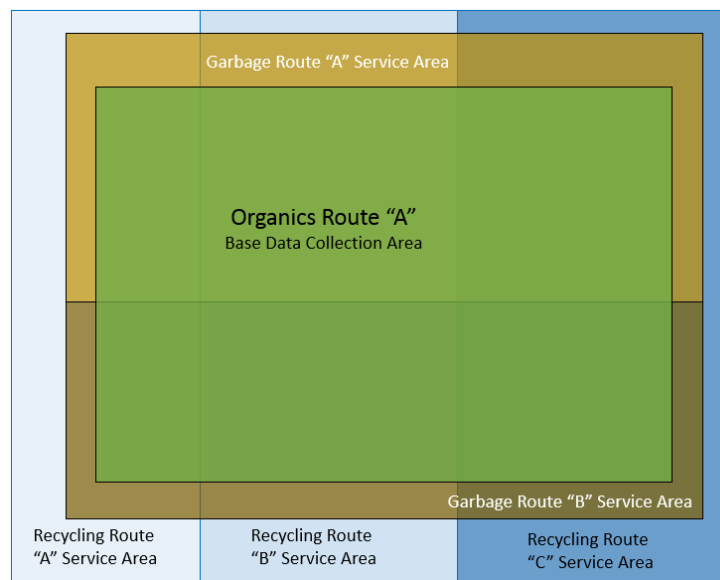 Garbage Route “A” Service Area
Organics Route “A”
Base Data Collection Area
Garbage Route “B” Service Area
Recycling Route
“A” Service Area
Recycling Route
“B” Service Area
Recycling Route
“C” Service Area